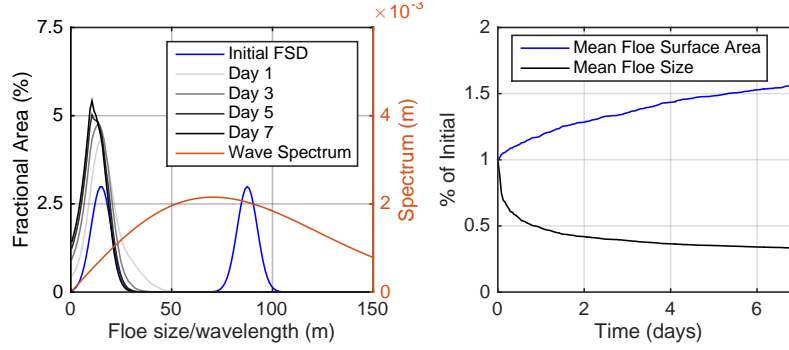 × 10⁻³
7.5
5
2.5
0
Fractional Area (%)
Initial FSD
Day 1
Day 3
Day 5
Day 7
Wave Spectrum
4
2
0
Spectrum (m)
0 50 100 150
Floe size/wavelength (m)
2
1.5
1
0.5
0
% of Initial
Mean Floe Surface Area
Mean Floe Size
0 2 4 6
Time (days)